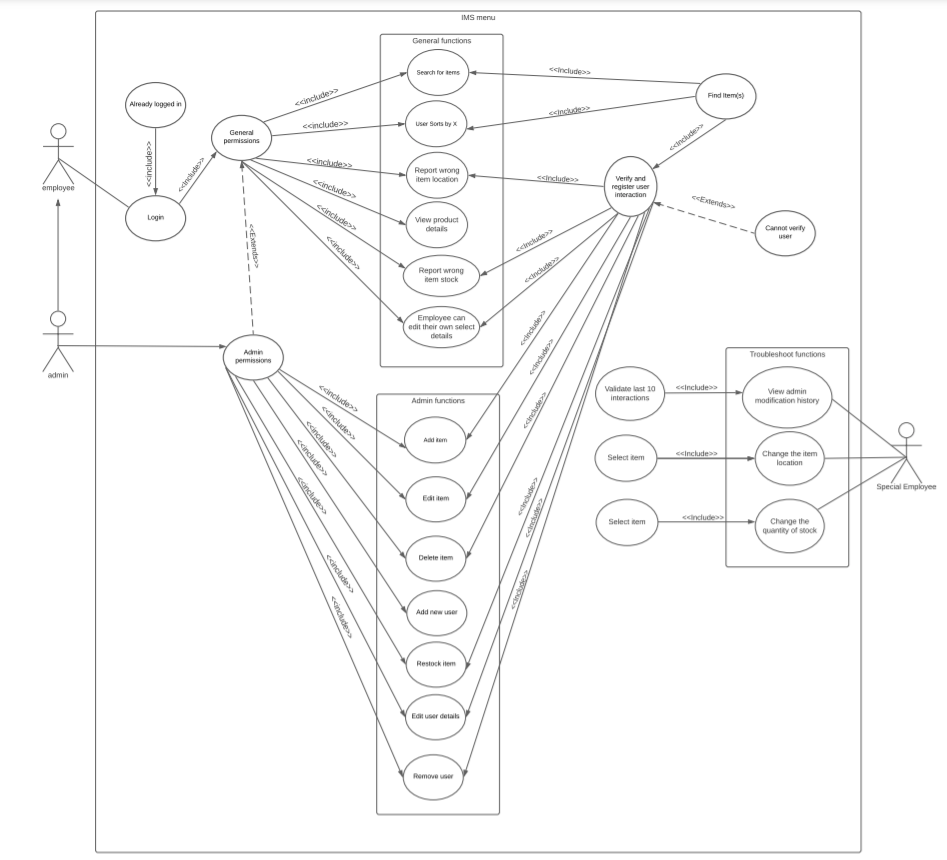 IMS menu
General functions
Search for items
<<Include>>
Find Item(s)
Already logged in
<<include>>
User Sorts by X
<<Include>>
General
permissions
<<include>>
<<Include>>
<<include>>
<<Include>>
<<include>>
Report wrong
item location
<<Include>>
Verify and
register user
interaction
employee
Login
<<include>>
View product
details
<<Extends>>
Cannot verify
user
<<include>>
<<Extends>>
<<include>>
Report wrong
item stock
<<Include>>
<<Include>>
Employee can
edit their own select
details
admin
Admin
permissions
<<Include>>
<<Include>>
<<Include>>
Troubleshoot functions
Validate last 10
interactions
<<Include>>
View admin
modification history
Admin functions
<<include>>
<<include>>
<<include>>
<<include>>
<<include>>
<<include>>
<<include>>
Add item
Edit item
Delete item
Add new user
Restock item
Edit user details
Remove user
<<Include>>
<<Include>>
<<Include>>
Select item
<<Include>>
Change the item
location
Special Employee
Select item
<<Include>>
Change the
quantity of stock